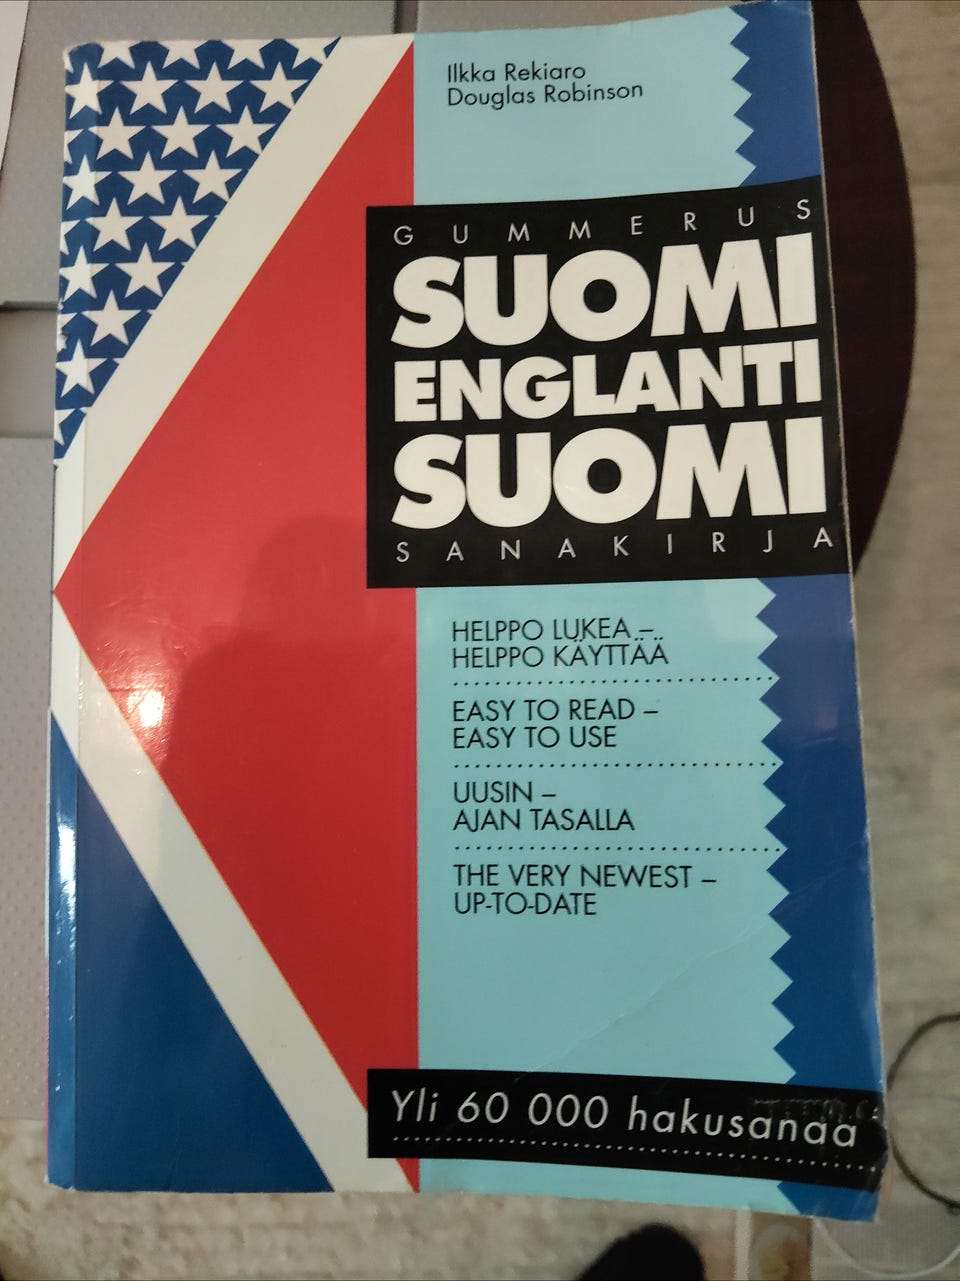 Ilkka Rekiaro
Douglas Robinson
GUMMERUS
SUOMI
ENGLANTI
SUOMI
SANAKIRJA
HELPPO LUKEA –
HELPPO KÄYTTÄÄ
EASY TO READ –
EASY TO USE
UUSIN –
AJAN TASALLA
THE VERY NEWEST –
UP-TO-DATE
Yli 60 000 hakusanaa